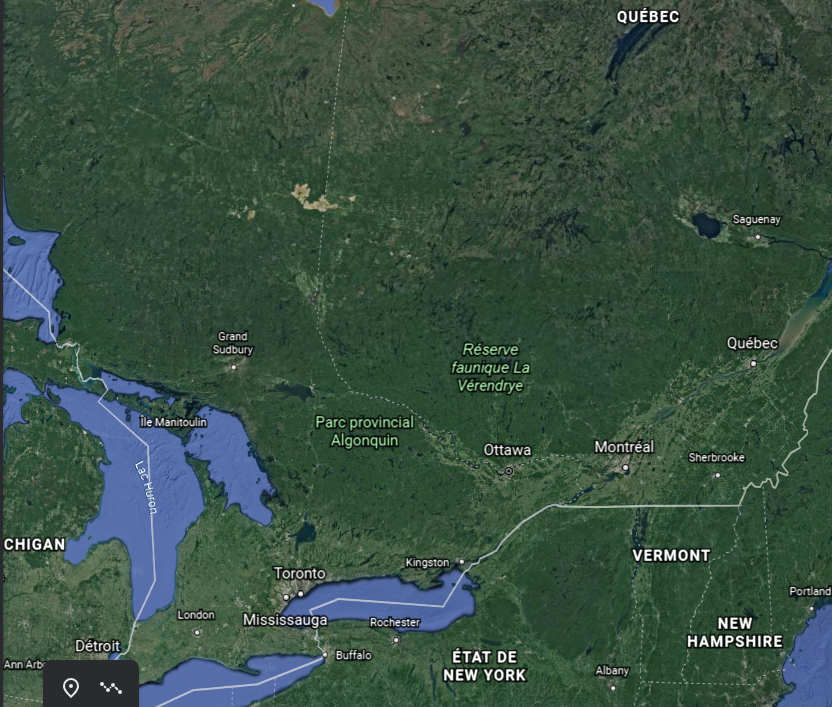 QUÉBEC
Saguenay
Grand
Sudbury
Québec
Réserve
faunique La
Vérendrye
Île Manitoulin
Parc provincial
Algonquin
Ottawa
Montréal
Sherbrooke
Lac Huron
CHIGAN
VERMONT
Kingston
Toronto
Portland
London
Mississauga
Rochester
NEW
HAMPSHIRE
Détroit
Buffalo
ÉTAT DE
NEW YORK
Ann Arb
Albany